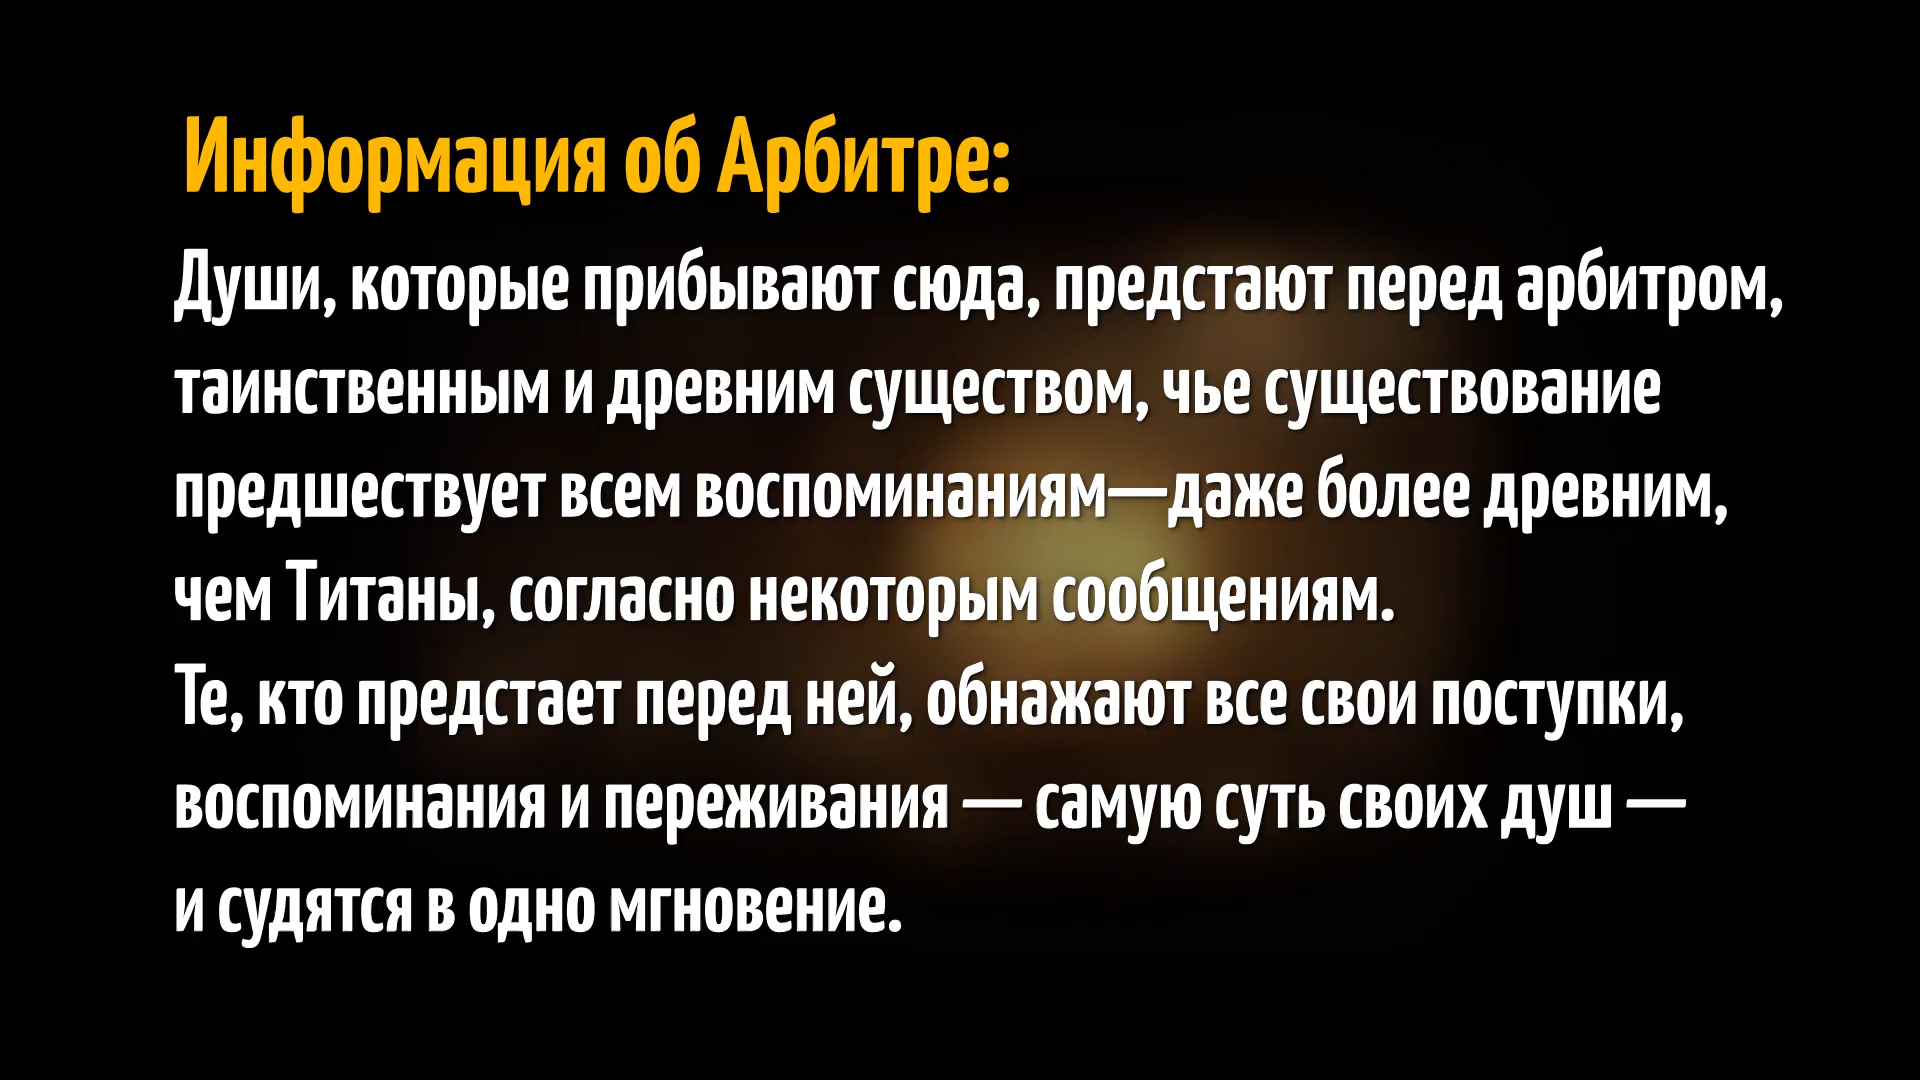 Информация об Арбитре:
Души, которые прибывают сюда, предстают перед арбитром,
таинственным и древним существом, чье существование
предшествует всем воспоминаниям—даже более древним,
чем Титаны, согласно некоторым сообщениям.
Те, кто предстает перед ней, обнажают все свои поступки,
воспоминания и переживания — самую суть своих душ —
и судятся в одно мгновение.